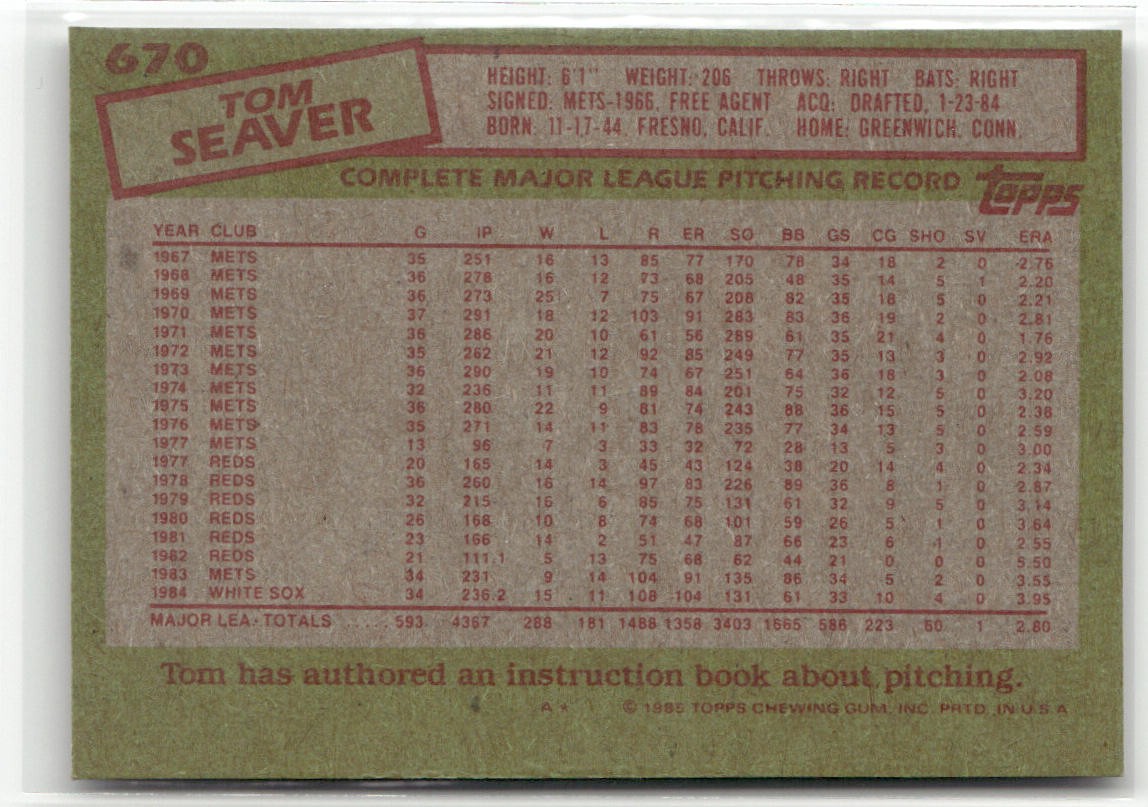 670
TOM
SEAVER
HEIGHT: 6'1" WEIGHT: 206 THROWS: RIGHT BATS: RIGHT
SIGNED: METS-1966, FREE AGENT ACQ: DRAFTED, 1-23-84
BORN: 11-17-44, FRESNO, CALIF. HOME: GREENWICH, CONN.
COMPLETE MAJOR LEAGUE PITCHING RECORD topps
YEAR CLUB G IP W L R ER SO BB GS CG SHO SV ERA
1967 METS 35 251 16 13 85 77 170 78 34 18 2 0 2.76
1968 METS 36 278 16 12 73 68 205 48 35 14 5 1 2.20
1969 METS 36 273 25 7 75 67 208 82 35 18 5 0 2.21
1970 METS 37 291 18 12 103 91 283 83 36 19 2 0 2.81
1971 METS 36 286 20 10 61 56 289 61 35 21 4 0 1.76
1972 METS 35 262 21 12 92 85 249 77 35 13 3 0 2.92
1973 METS 36 290 19 10 74 67 251 64 36 18 3 0 2.08
1974 METS 32 236 11 11 89 84 201 75 32 12 5 0 3.20
1975 METS 36 280 22 9 81 74 243 88 36 15 5 0 2.38
1976 METS 35 271 14 11 83 78 235 77 34 13 5 0 2.59
1977 METS 13 96 7 3 33 32 72 28 13 5 3 0 3.00
1977 REDS 20 165 14 3 45 43 124 38 20 14 4 0 2.34
1978 REDS 36 260 16 14 97 83 226 89 36 8 1 0 2.87
1979 REDS 32 215 16 6 85 75 131 61 32 9 5 0 3.14
1980 REDS 26 168 10 8 74 68 101 59 26 5 1 0 3.64
1981 REDS 23 166 14 2 51 47 87 66 23 6 1 0 2.55
1982 REDS 21 111.1 5 13 75 68 62 44 21 0 0 0 5.50
1983 METS 34 231 9 14 104 91 135 86 34 5 2 0 3.55
1984 WHITE SOX 34 236.2 15 11 108 104 131 61 33 10 4 0 3.95
MAJOR LEA. TOTALS ..... 593 4367 288 181 1488 1358 3403 1665 586 223 60 1 2.80
Tom has authored an instruction book about pitching.
A* © 1985 TOPPS CHEWING GUM, INC. PRTD. IN U.S.A.